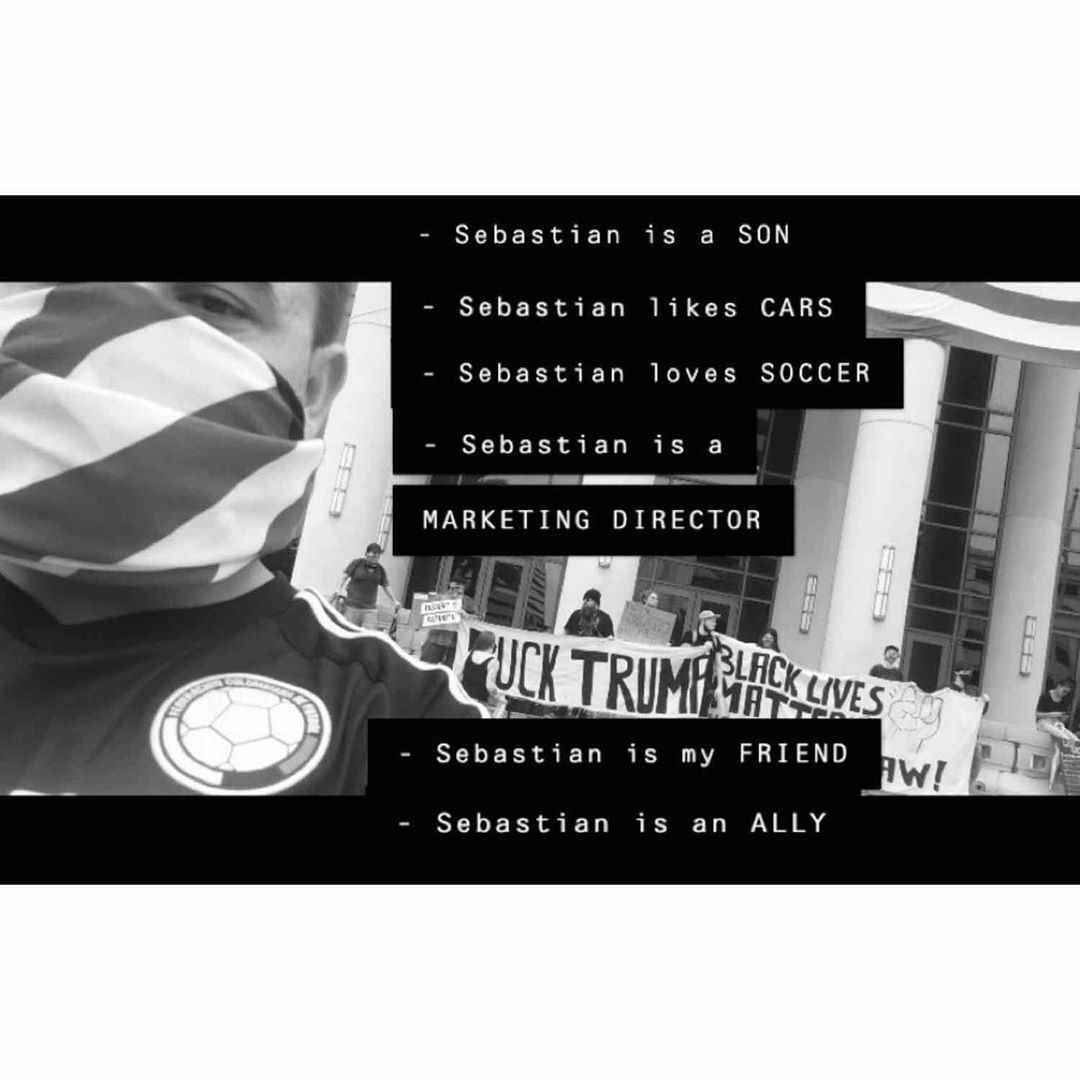 - Sebastian is a SON
- Sebastian likes CARS
- Sebastian loves SOCCER
- Sebastian is a
MARKETING DIRECTOR
UCK TRUMP
BLACK LIVES
MATTER
AW!
- Sebastian is my FRIEND
- Sebastian is an ALLY